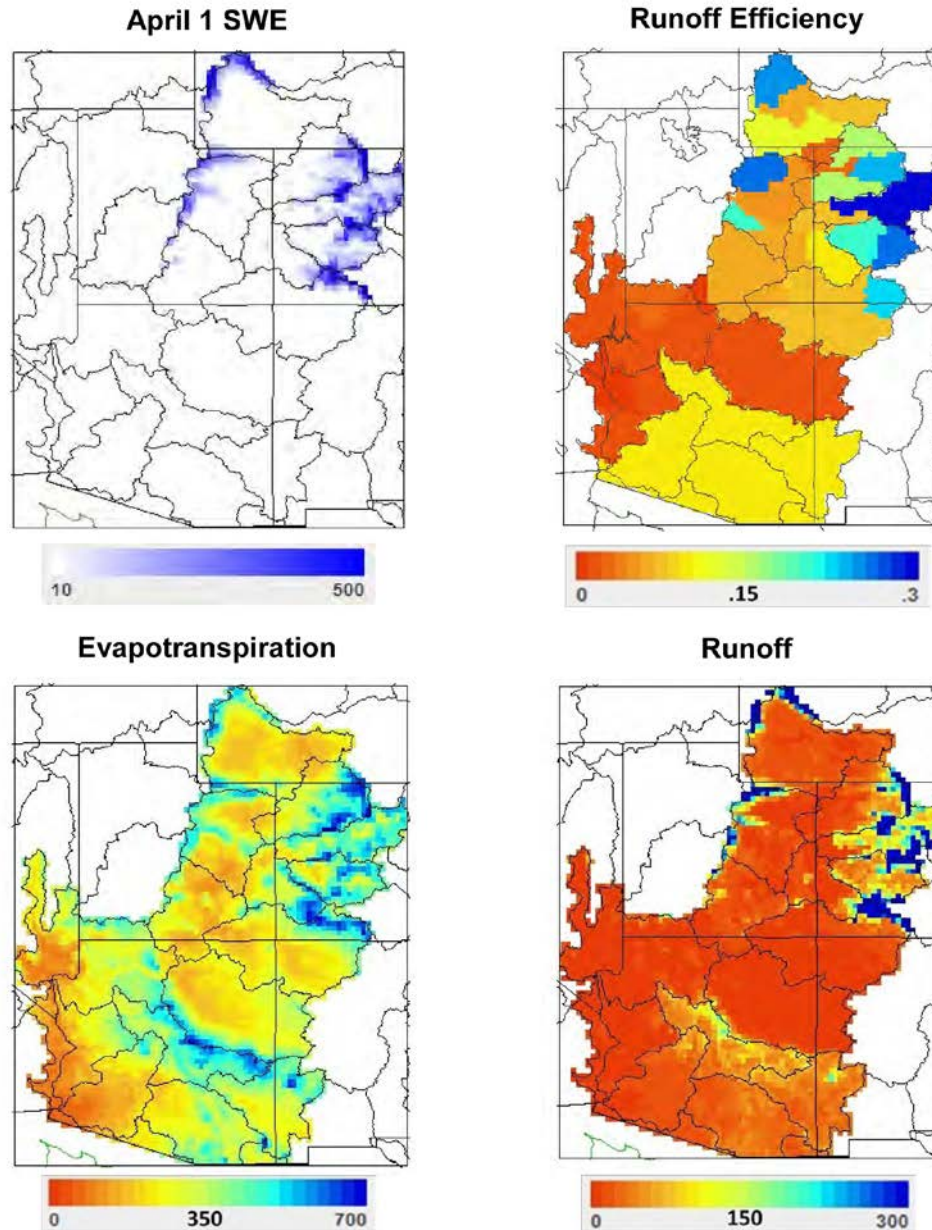 April 1 SWE
Runoff Efficiency
10 500
0 .15 .3
Evapotranspiration
Runoff
0 350 700
0 150 300